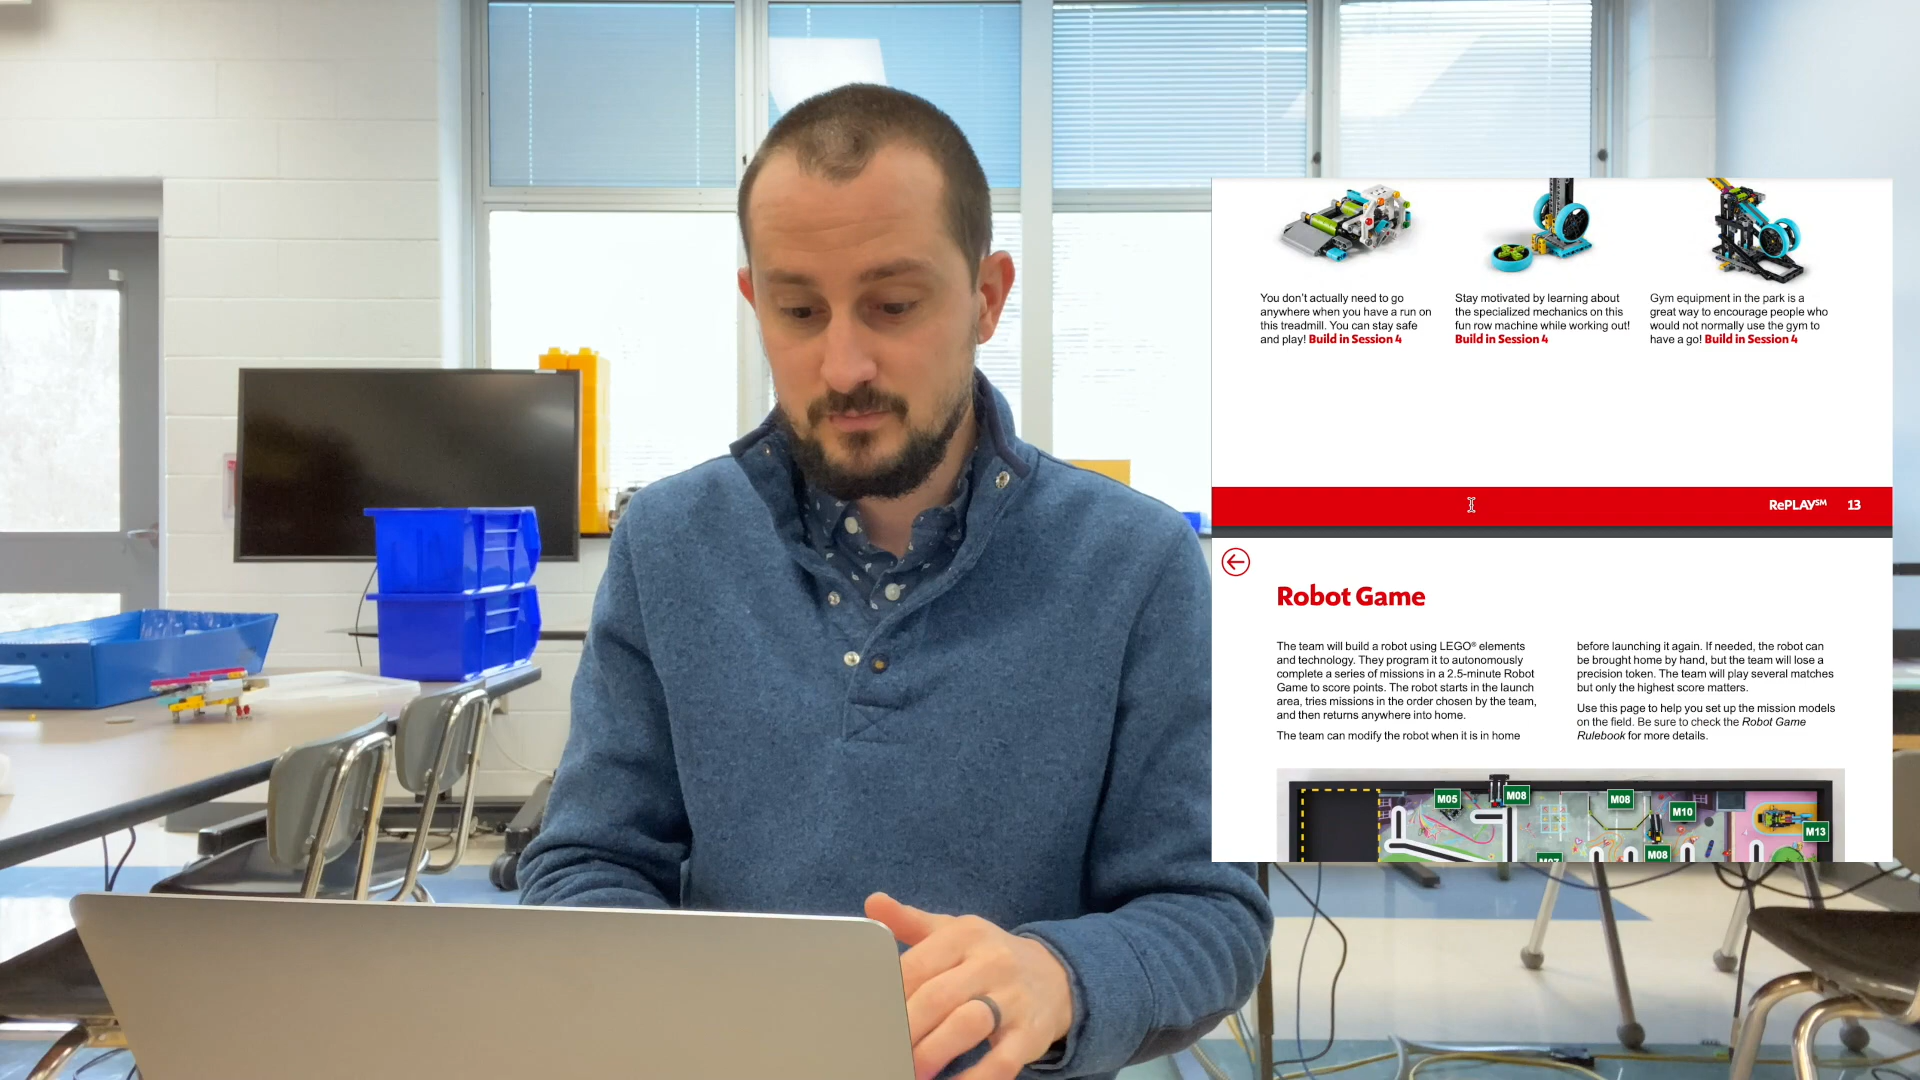 You don't actually need to go
anywhere when you have a run on
this treadmill. You can stay safe
and play! Build in Session 4
Stay motivated by learning about
the specialized mechanics on this
fun row machine while working out!
Build in Session 4
Gym equipment in the park is a
great way to encourage people who
would not normally use the gym to
have a go! Build in Session 4
RePLAY℠ 13
Robot Game
The team will build a robot using LEGO® elements
and technology. They program it to autonomously
complete a series of missions in a 2.5-minute Robot
Game to score points. The robot starts in the launch
area, tries missions in the order chosen by the team,
and then returns anywhere into home.
The team can modify the robot when it is in home
before launching it again. If needed, the robot can
be brought home by hand, but the team will lose a
precision token. The team will play several matches
but only the highest score matters.
Use this page to help you set up the mission models
on the field. Be sure to check the Robot Game
Rulebook for more details.
M05
M08
M08
M10
M13
M07
M08